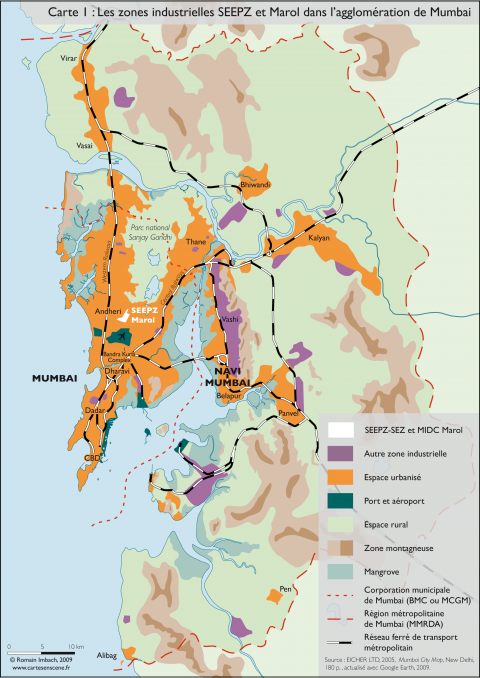 Carte 1 : Les zones industrielles SEEPZ et Marol dans l'agglomération de Mumbai
Virar
Vasai
Bhiwandi
Parc national
Sanjay Gandhi
Thane
Kalyan
Western Railways
Andheri
SEEPZ
Marol
Vashi
Bandra Kurla
Complex
Dharavi
MUMBAI
NAVI
MUMBAI
Belapur
Dadar
Panvel
CBD
SEEPZ-SEZ et MIDC Marol
Autre zone industrielle
Espace urbanisé
Port et aéroport
Espace rural
Zone montagneuse
Mangrove
Corporation municipale
de Mumbai (BMC ou MCGM)
Région métropolitaine
de Mumbai (MMRDA)
Réseau ferré de transport
métropolitain
Pen
Alibag
0 5 10 km
© Romain Imbach, 2009
www.cartesenscene.fr
Source : EICHER LTD, 2005, Mumbai City Map, New Delhi,
180 p., actualisé avec Google Earth, 2009.